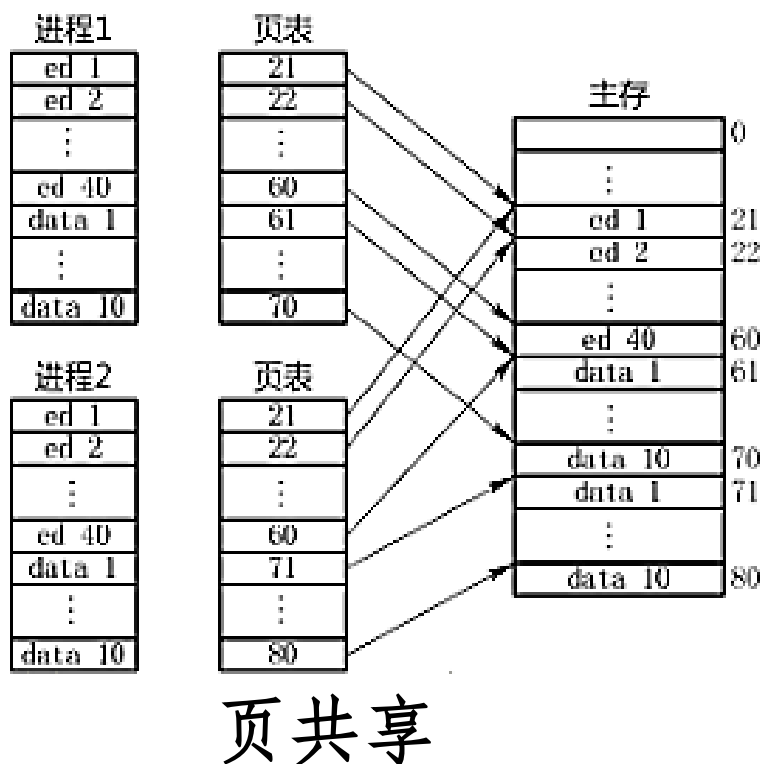 进程1
ed 1
ed 2
⋮
ed 40
data 1
⋮
data 10
页表
21
22
⋮
60
61
⋮
70
进程2
ed 1
ed 2
⋮
ed 40
data 1
⋮
data 10
页表
21
22
⋮
60
71
⋮
80
主存
0
⋮
ed 1 21
ed 2 22
⋮
ed 40 60
data 1 61
⋮
data 10 70
data 1 71
⋮
data 10 80
页共享